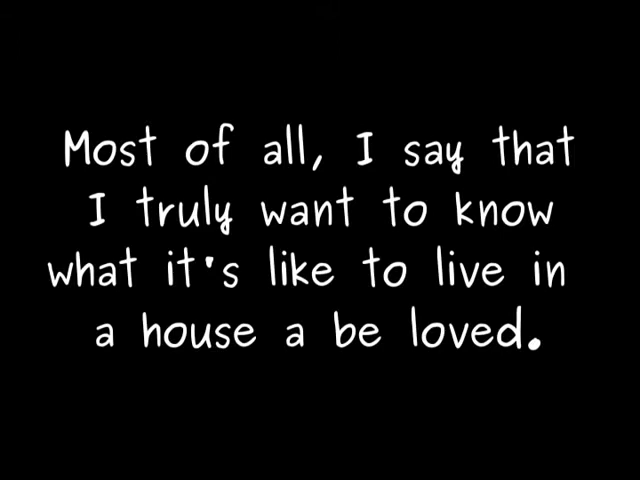 Most of all, I say that
I truly want to know
what it's like to live in
a house a be loved.